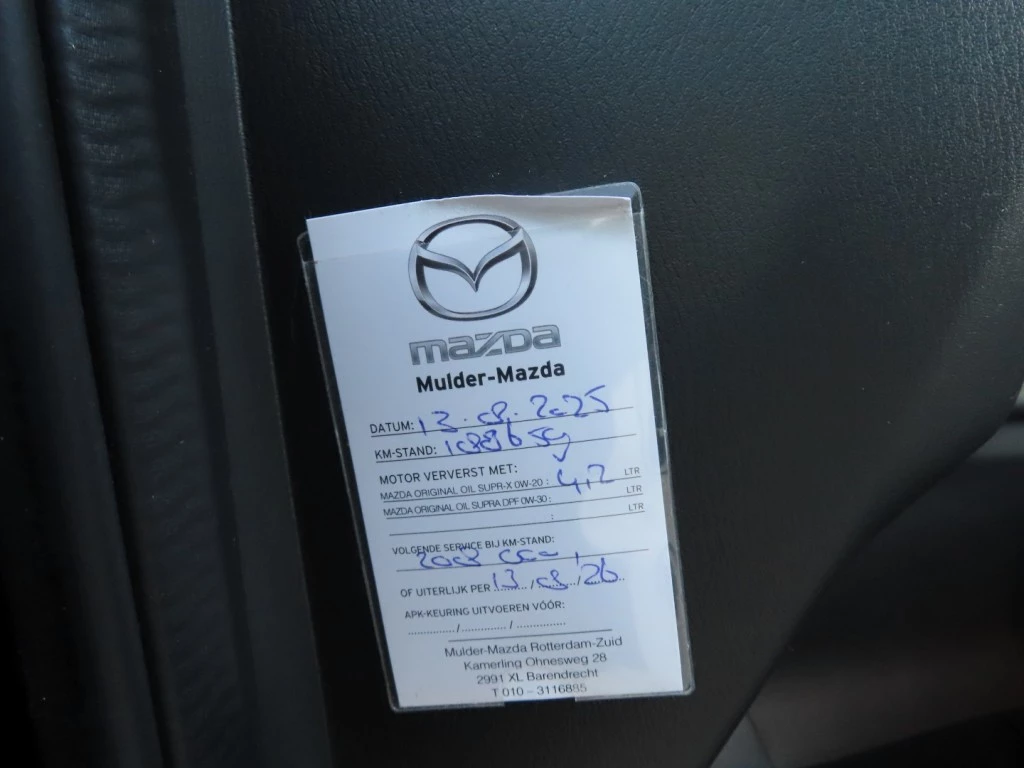 mazda
Mulder-Mazda
DATUM: 13.08.2025
KM-STAND: 188659
MOTOR VERVERST MET:
MAZDA ORIGINAL OIL SUPR-X 0W-20 : 4,2 LTR
MAZDA ORIGINAL OIL SUPRA DPF 0W-30 : LTR
: LTR
VOLGENDE SERVICE BIJ KM-STAND:
OF UITERLIJK PER 13 / 08 / 26
APK-KEURING UITVOEREN VÓÓR:
............../............../..............
Mulder-Mazda Rotterdam-Zuid
Kamerling Ohnesweg 28
2991 XL Barendrecht
T 010 – 3116885